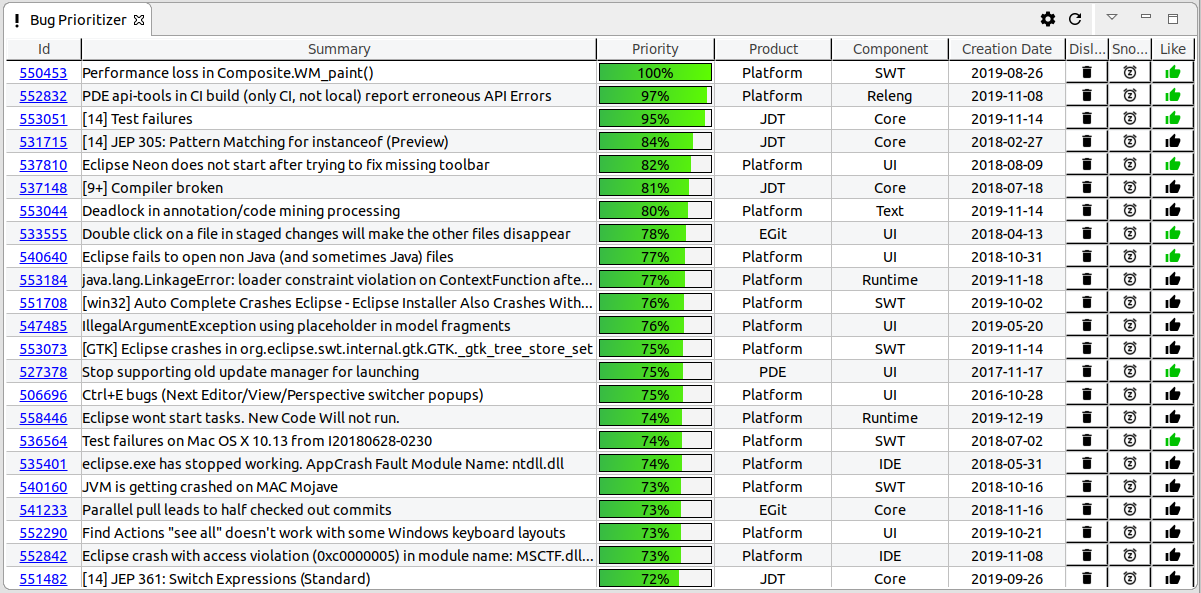 Bug Prioritizer
Id Summary Priority Product Component Creation Date Disl... Sno... Like
550453 Performance loss in Composite.WM_paint() 100% Platform SWT 2019-08-26
552832 PDE api-tools in CI build (only CI, not local) report erroneous API Errors 97% Platform Releng 2019-11-08
553051 [14] Test failures 95% JDT Core 2019-11-14
531715 [14] JEP 305: Pattern Matching for instanceof (Preview) 84% JDT Core 2018-02-27
537810 Eclipse Neon does not start after trying to fix missing toolbar 82% Platform UI 2018-08-09
537148 [9+] Compiler broken 81% JDT Core 2018-07-18
553044 Deadlock in annotation/code mining processing 80% Platform Text 2019-11-14
533555 Double click on a file in staged changes will make the other files disappear 78% EGit UI 2018-04-13
540640 Eclipse fails to open non Java (and sometimes Java) files 77% Platform UI 2018-10-31
553184 java.lang.LinkageError: loader constraint violation on ContextFunction afte... 77% Platform Runtime 2019-11-18
551708 [win32] Auto Complete Crashes Eclipse - Eclipse Installer Also Crashes With... 76% Platform SWT 2019-10-02
547485 IllegalArgumentException using placeholder in model fragments 76% Platform UI 2019-05-20
553073 [GTK] Eclipse crashes in org.eclipse.swt.internal.gtk.GTK._gtk_tree_store_set 75% Platform SWT 2019-11-14
527378 Stop supporting old update manager for launching 75% PDE UI 2017-11-17
506696 Ctrl+E bugs (Next Editor/View/Perspective switcher popups) 75% Platform UI 2016-10-28
558446 Eclipse wont start tasks. New Code Will not run. 74% Platform Runtime 2019-12-19
536564 Test failures on Mac OS X 10.13 from I20180628-0230 74% Platform SWT 2018-07-02
535401 eclipse.exe has stopped working. AppCrash Fault Module Name: ntdll.dll 74% Platform IDE 2018-05-31
540160 JVM is getting crashed on MAC Mojave 73% Platform SWT 2018-10-16
541233 Parallel pull leads to half checked out commits 73% EGit Core 2018-11-16
552290 Find Actions "see all" doesn't work with some Windows keyboard layouts 73% Platform UI 2019-10-21
552842 Eclipse crash with access violation (0xc0000005) in module name: MSCTF.dll... 73% Platform IDE 2019-11-08
551482 [14] JEP 361: Switch Expressions (Standard) 72% JDT Core 2019-09-26